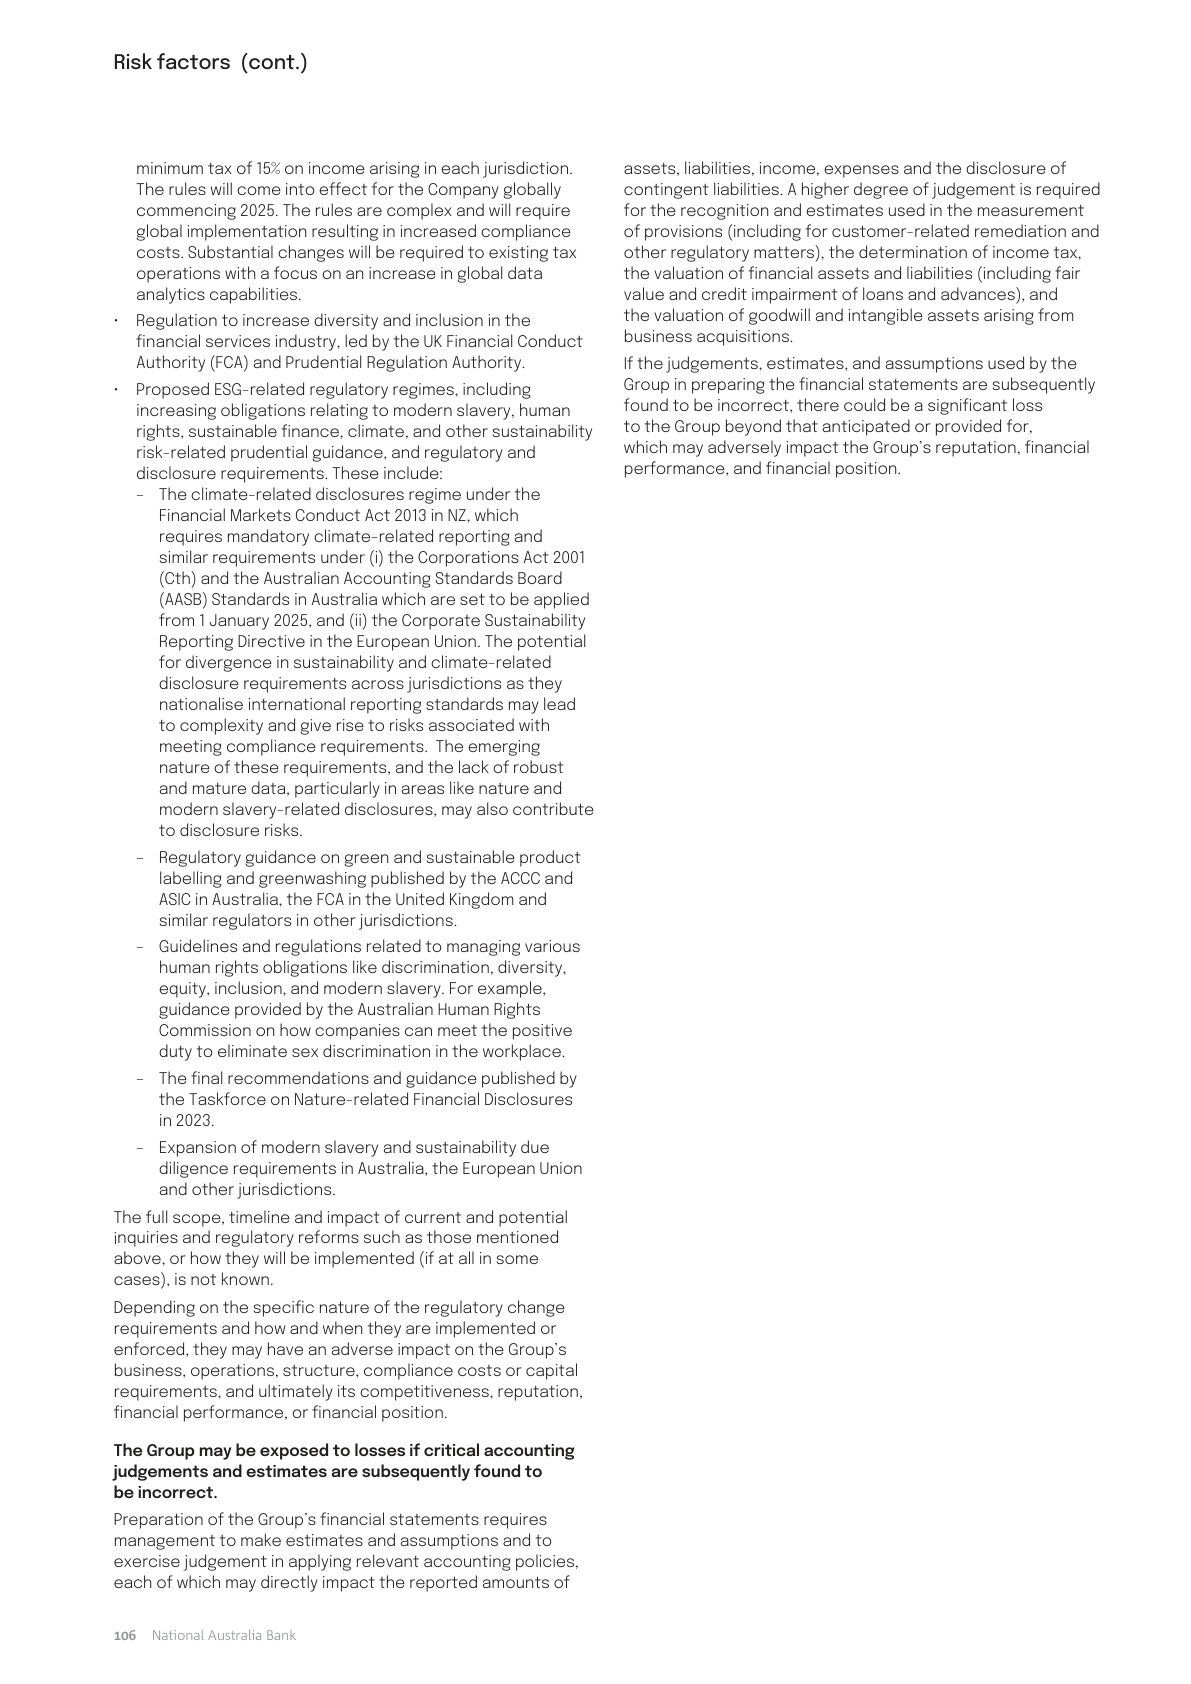 Risk factors (cont.)
minimum tax of 15% on income arising in each jurisdiction.
The rules will come into effect for the Company globally
commencing 2025. The rules are complex and will require
global implementation resulting in increased compliance
costs. Substantial changes will be required to existing tax
operations with a focus on an increase in global data
analytics capabilities.
• Regulation to increase diversity and inclusion in the
financial services industry, led by the UK Financial Conduct
Authority (FCA) and Prudential Regulation Authority.
• Proposed ESG-related regulatory regimes, including
increasing obligations relating to modern slavery, human
rights, sustainable finance, climate, and other sustainability
risk-related prudential guidance, and regulatory and
disclosure requirements. These include:
– The climate-related disclosures regime under the
Financial Markets Conduct Act 2013 in NZ, which
requires mandatory climate-related reporting and
similar requirements under (i) the Corporations Act 2001
(Cth) and the Australian Accounting Standards Board
(AASB) Standards in Australia which are set to be applied
from 1 January 2025, and (ii) the Corporate Sustainability
Reporting Directive in the European Union. The potential
for divergence in sustainability and climate-related
disclosure requirements across jurisdictions as they
nationalise international reporting standards may lead
to complexity and give rise to risks associated with
meeting compliance requirements. The emerging
nature of these requirements, and the lack of robust
and mature data, particularly in areas like nature and
modern slavery-related disclosures, may also contribute
to disclosure risks.
– Regulatory guidance on green and sustainable product
labelling and greenwashing published by the ACCC and
ASIC in Australia, the FCA in the United Kingdom and
similar regulators in other jurisdictions.
– Guidelines and regulations related to managing various
human rights obligations like discrimination, diversity,
equity, inclusion, and modern slavery. For example,
guidance provided by the Australian Human Rights
Commission on how companies can meet the positive
duty to eliminate sex discrimination in the workplace.
– The final recommendations and guidance published by
the Taskforce on Nature-related Financial Disclosures
in 2023.
– Expansion of modern slavery and sustainability due
diligence requirements in Australia, the European Union
and other jurisdictions.
The full scope, timeline and impact of current and potential
inquiries and regulatory reforms such as those mentioned
above, or how they will be implemented (if at all in some
cases), is not known.
Depending on the specific nature of the regulatory change
requirements and how and when they are implemented or
enforced, they may have an adverse impact on the Group's
business, operations, structure, compliance costs or capital
requirements, and ultimately its competitiveness, reputation,
financial performance, or financial position.
The Group may be exposed to losses if critical accounting
judgements and estimates are subsequently found to
be incorrect.
Preparation of the Group's financial statements requires
management to make estimates and assumptions and to
exercise judgement in applying relevant accounting policies,
each of which may directly impact the reported amounts of
assets, liabilities, income, expenses and the disclosure of
contingent liabilities. A higher degree of judgement is required
for the recognition and estimates used in the measurement
of provisions (including for customer-related remediation and
other regulatory matters), the determination of income tax,
the valuation of financial assets and liabilities (including fair
value and credit impairment of loans and advances), and
the valuation of goodwill and intangible assets arising from
business acquisitions.
If the judgements, estimates, and assumptions used by the
Group in preparing the financial statements are subsequently
found to be incorrect, there could be a significant loss
to the Group beyond that anticipated or provided for,
which may adversely impact the Group's reputation, financial
performance, and financial position.
106 National Australia Bank